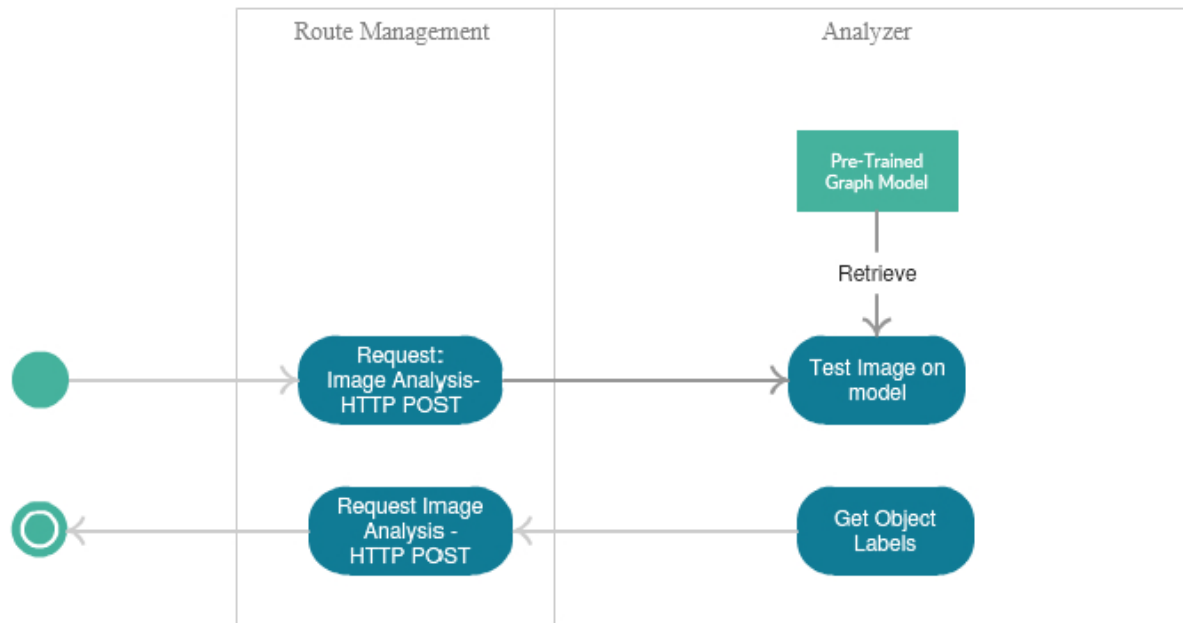 Route Management
Analyzer
Pre-Trained
Graph Model
Retrieve
Request:
Image Analysis-
HTTP POST
Test Image on
model
Request Image
Analysis -
HTTP POST
Get Object
Labels